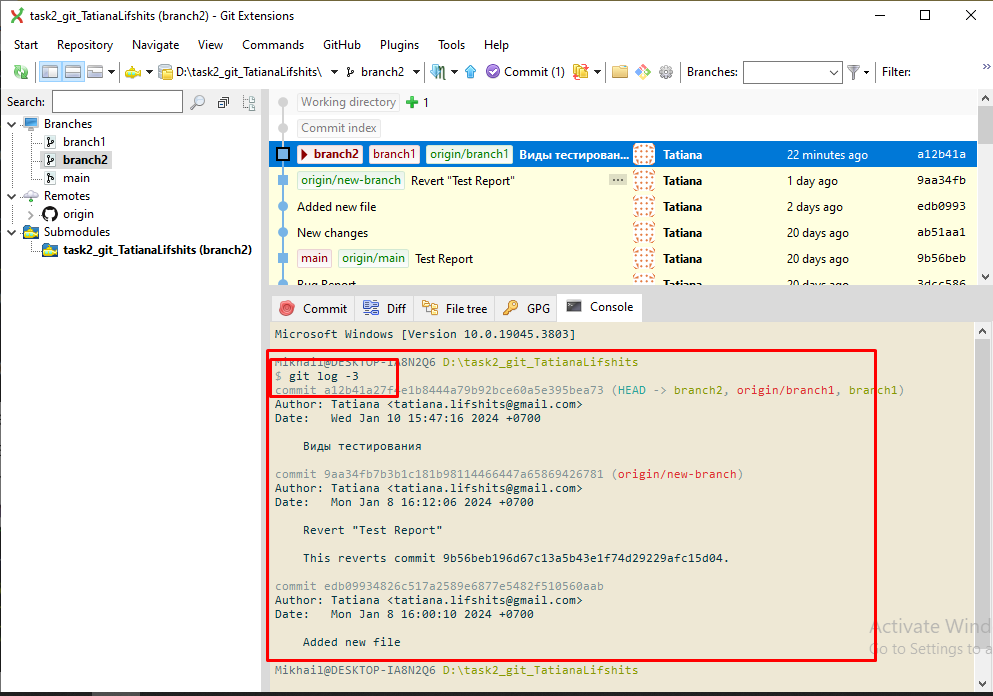 task2_git_TatianaLifshits (branch2) - Git Extensions
Start Repository Navigate View Commands GitHub Plugins Tools Help
D:\task2_git_TatianaLifshits\ branch2 Commit (1) Branches: Filter:
Search:
Branches
branch1
branch2
main
Remotes
origin
Submodules
task2_git_TatianaLifshits (branch2)
Working directory 1
Commit index
branch2 branch1 origin/branch1 Виды тестирован... Tatiana 22 minutes ago a12b41a
origin/new-branch Revert "Test Report" ... Tatiana 1 day ago 9aa34fb
Added new file Tatiana 2 days ago edb0993
New changes Tatiana 20 days ago ab51aa1
main origin/main Test Report Tatiana 20 days ago 9b56beb
Bug Report Tatiana 20 days ago 3dcc586
Commit Diff File tree GPG Console
Microsoft Windows [Version 10.0.19045.3803]
Mikhail@DESKTOP-IA8N2Q6 D:\task2_git_TatianaLifshits
$ git log -3
(HEAD -> branch2, origin/branch1, branch1)
Author: Tatiana <tatiana.lifshits@gmail.com>
Date: Wed Jan 10 15:47:16 2024 +0700
Виды тестирования
commit 9aa34fb7b3b1c181b98114466447a65869426781 (origin/new-branch)
Author: Tatiana <tatiana.lifshits@gmail.com>
Date: Mon Jan 8 16:12:06 2024 +0700
Revert "Test Report"
This reverts commit 9b56beb196d67c13a5b43e1f74d29229afc15d04.
commit edb09934826c517a2589e6877e5482f510560aab
Author: Tatiana <tatiana.lifshits@gmail.com>
Date: Mon Jan 8 16:00:10 2024 +0700
Added new file
Mikhail@DESKTOP-IA8N2Q6 D:\task2_git_TatianaLifshits
Activate Wind
Go to Settings to a